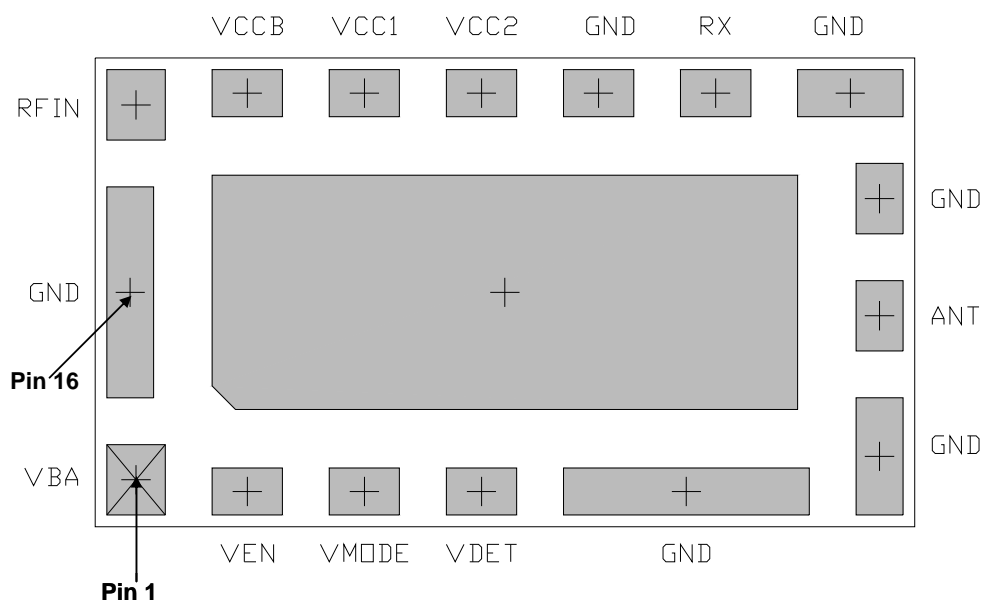 VCCB VCC1 VCC2 GND RX GND
RFIN
GND
GND
ANT
Pin 16
GND
VBA
VEN VMODE VDET GND
Pin 1